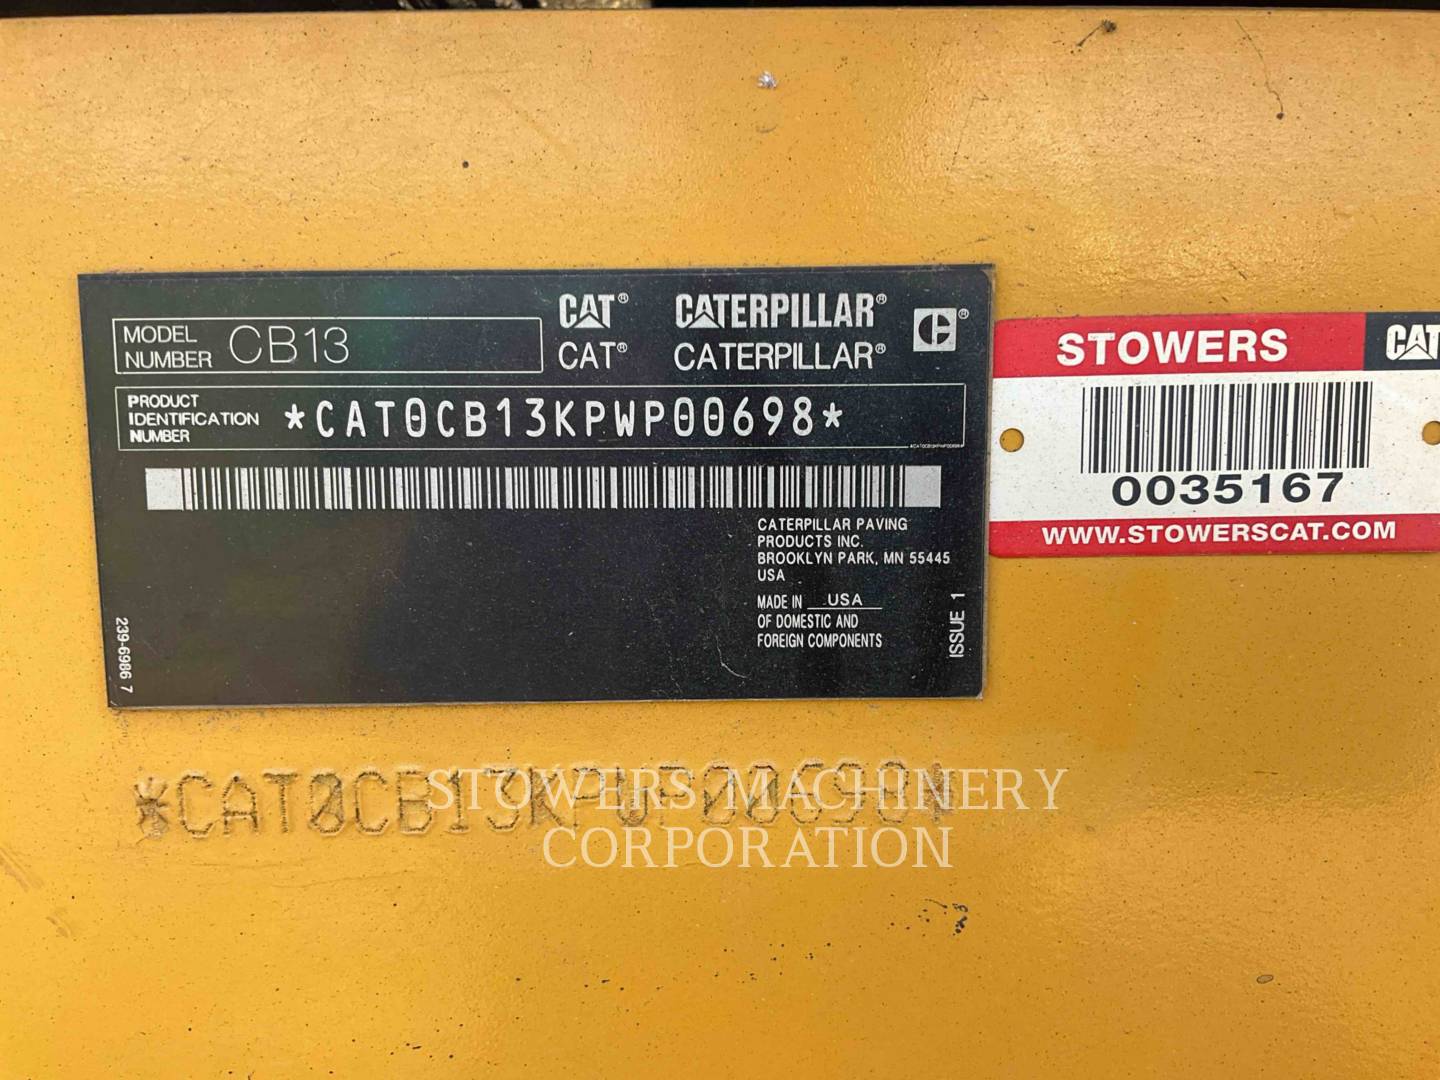 MODEL
NUMBER CB13
CAT® CATERPILLAR® ®
CAT® CATERPILLAR®
PRODUCT
IDENTIFICATION
NUMBER
*CAT0CB13KPWP00698*
*CAT0CB13KPWP00698*
CATERPILLAR PAVING
PRODUCTS INC.
BROOKLYN PARK, MN 55445
USA
MADE IN USA
OF DOMESTIC AND
FOREIGN COMPONENTS
ISSUE 1
239-6986 7
STOWERS CAT
0035167
WWW.STOWERSCAT.COM
*CAT0CB13KPWP00698*
STOWERS MACHINERY
CORPORATION